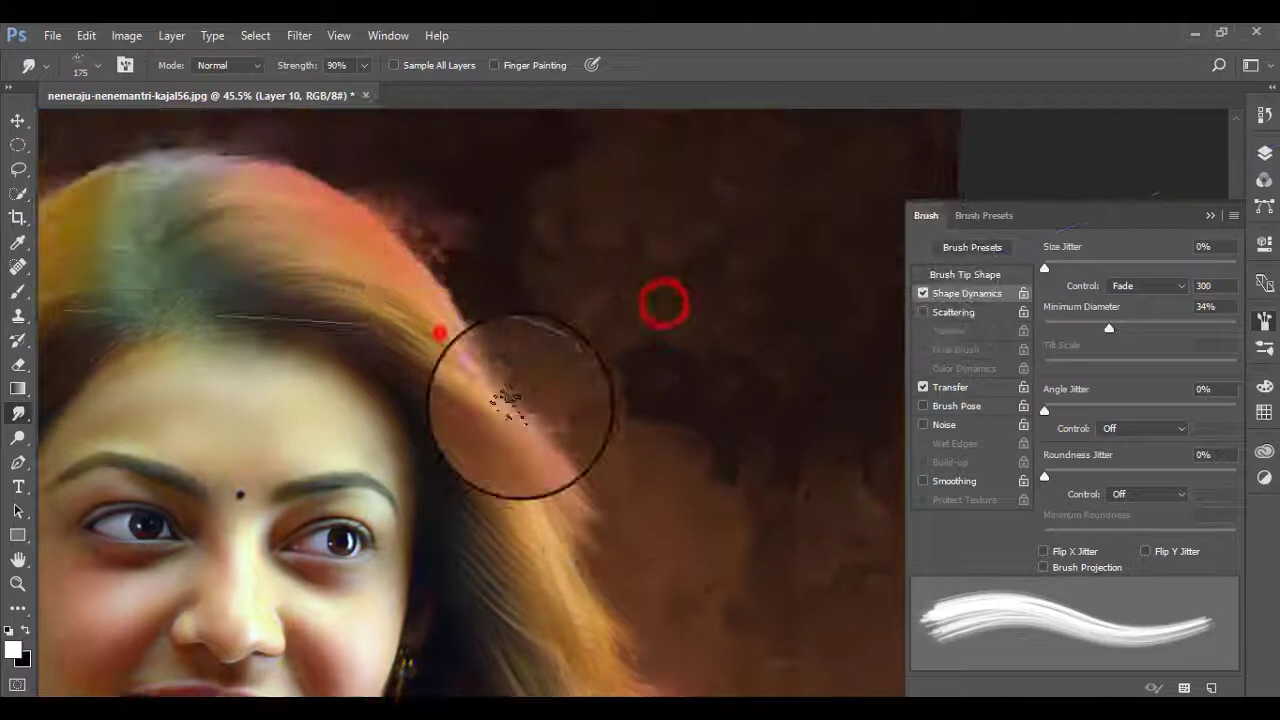 Ps File Edit Image Layer Type Select Filter View Window Help
175 Mode: Normal Strength: 90% Sample All Layers Finger Painting
neneraju-nenemantri-kajal56.jpg @ 45.5% (Layer 10, RGB/8#) * ×
Brush Brush Presets
Brush Presets Size Jitter 0%
Brush Tip Shape
Shape Dynamics Control: Fade 300
Scattering Minimum Diameter 34%
Texture
Dual Brush Tilt Scale
Color Dynamics
Transfer Angle Jitter 0%
Brush Pose
Noise Control: Off
Wet Edges Roundness Jitter 0%
Build-up
Smoothing Control: Off
Protect Texture
Minimum Roundness
Flip X Jitter Flip Y Jitter
Brush Projection
T